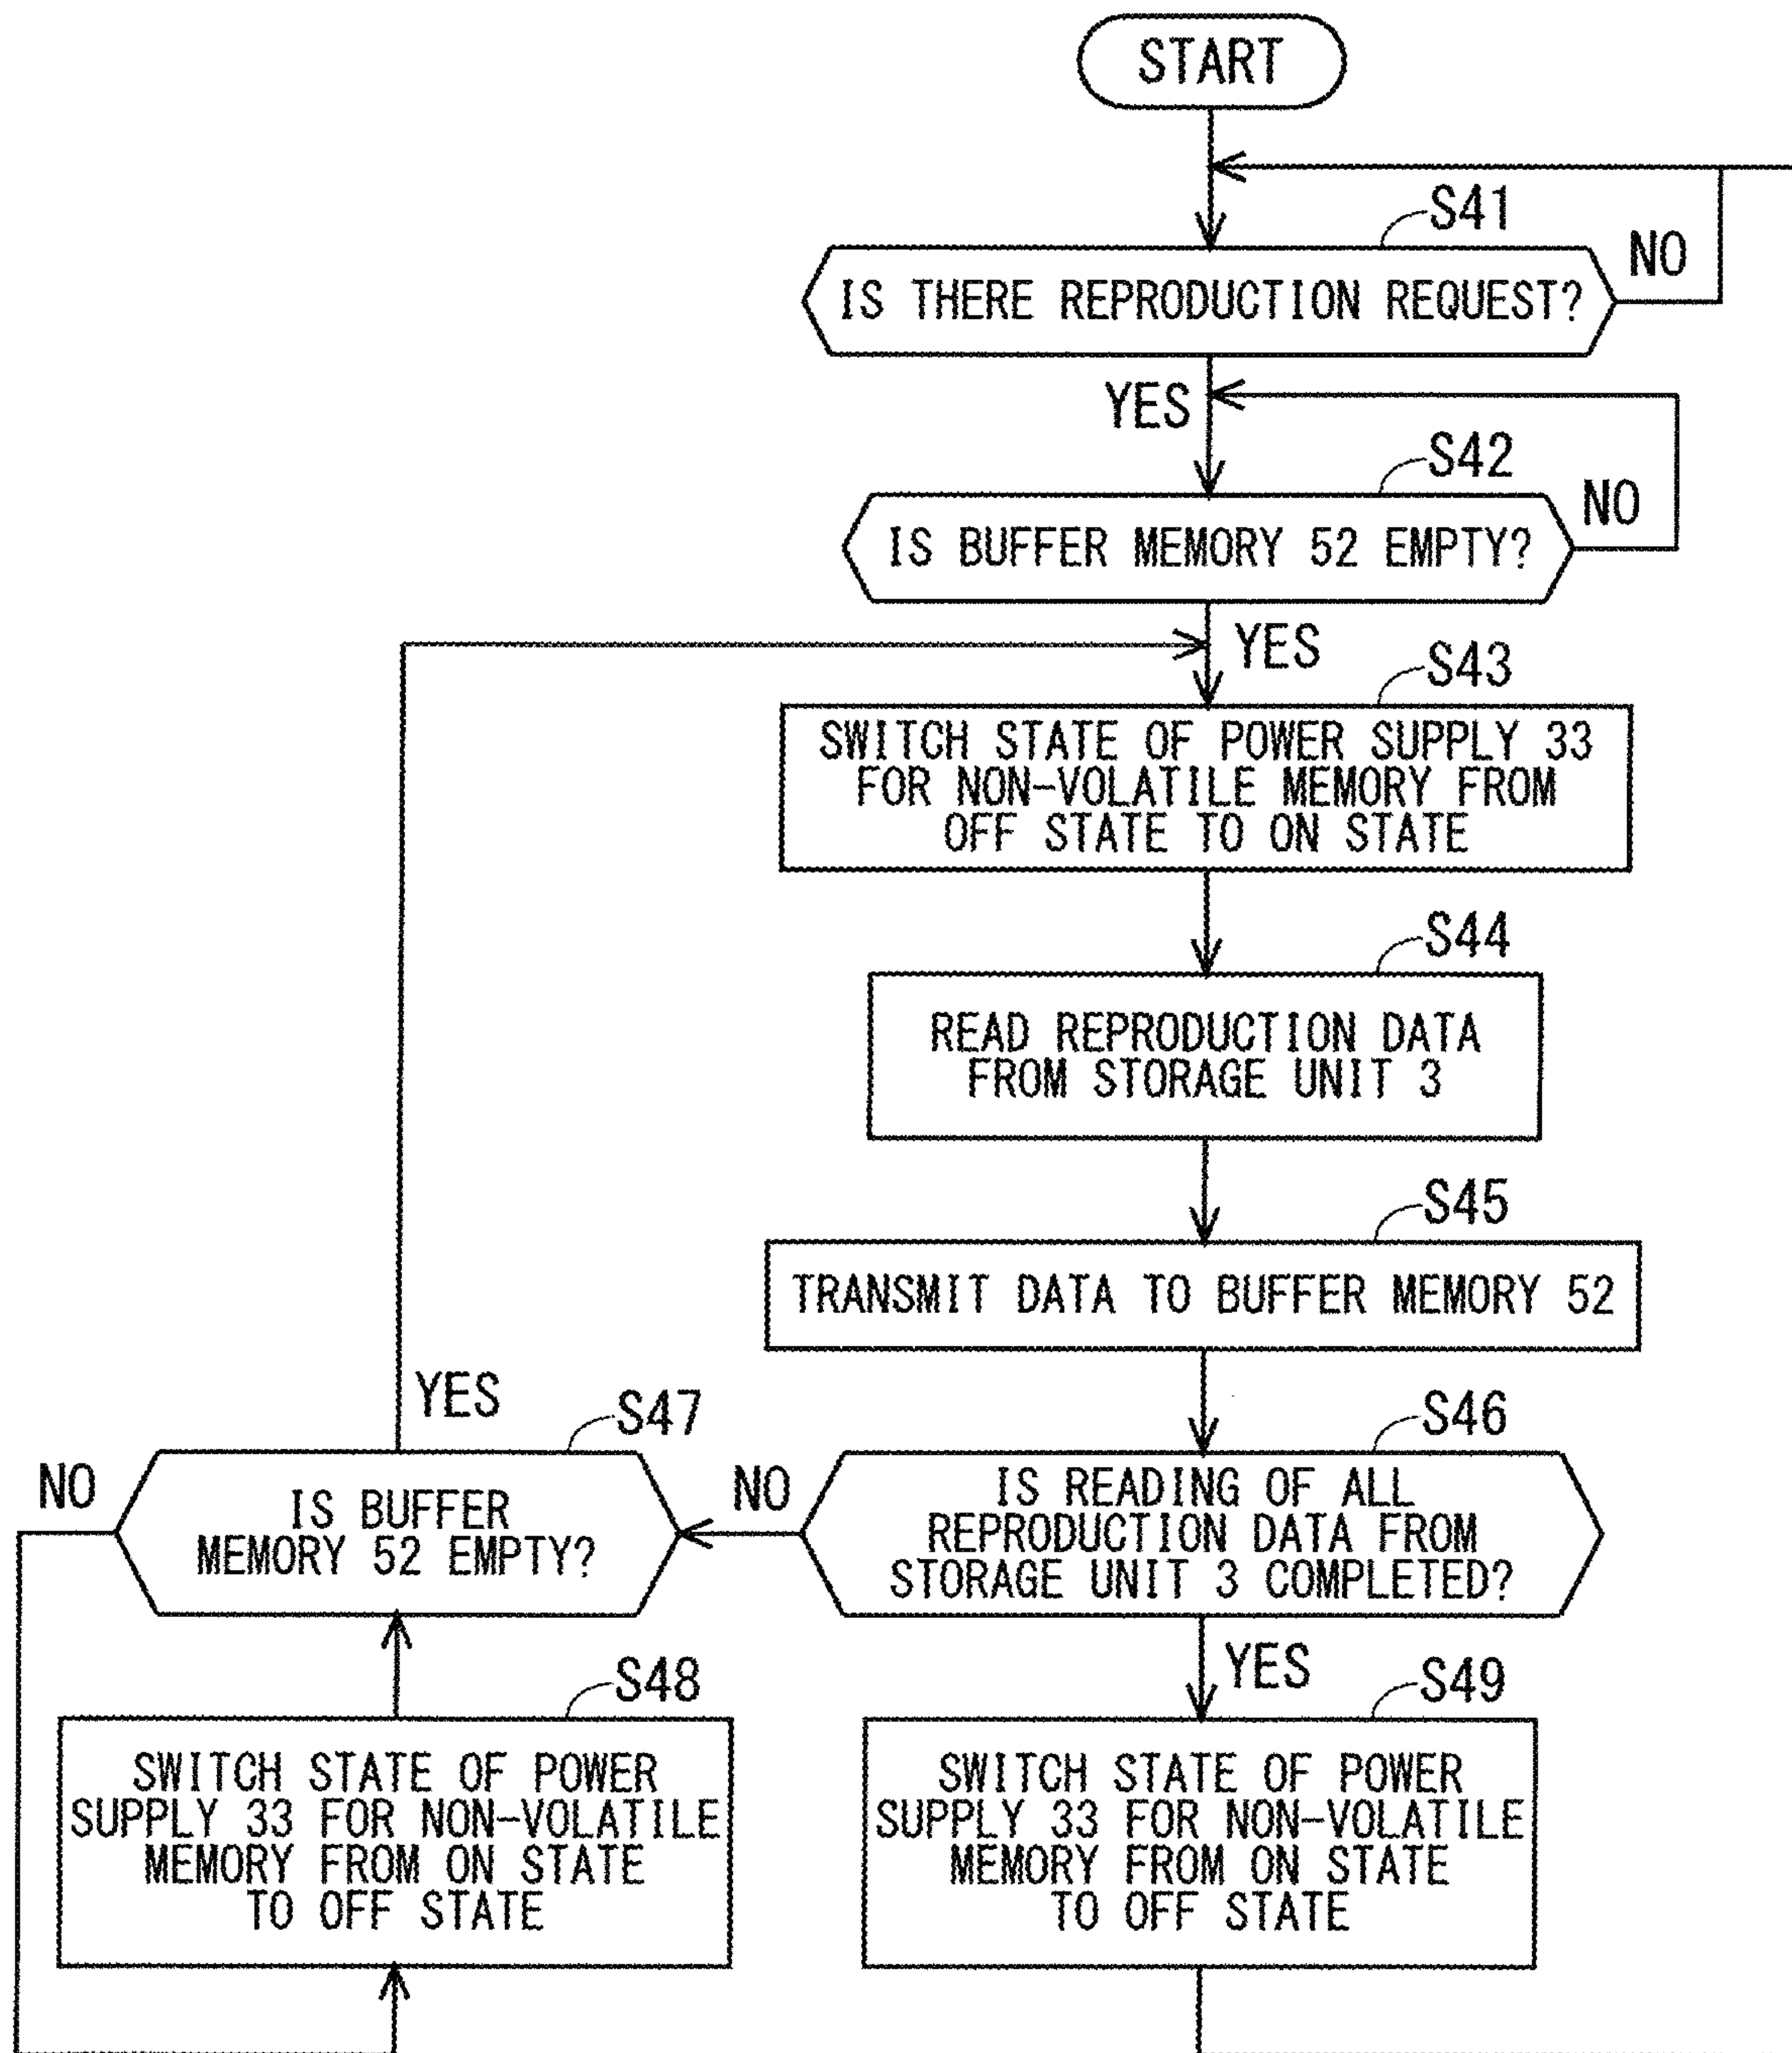 START
S41
IS THERE REPRODUCTION REQUEST?
NO
YES
S42
IS BUFFER MEMORY 52 EMPTY?
NO
YES
S43
SWITCH STATE OF POWER SUPPLY 33
FOR NON-VOLATILE MEMORY FROM
OFF STATE TO ON STATE
S44
READ REPRODUCTION DATA
FROM STORAGE UNIT 3
S45
TRANSMIT DATA TO BUFFER MEMORY 52
S46
IS READING OF ALL
REPRODUCTION DATA FROM
STORAGE UNIT 3 COMPLETED?
NO
YES
S47
IS BUFFER
MEMORY 52 EMPTY?
YES
NO
S48
SWITCH STATE OF POWER
SUPPLY 33 FOR NON-VOLATILE
MEMORY FROM ON STATE
TO OFF STATE
S49
SWITCH STATE OF POWER
SUPPLY 33 FOR NON-VOLATILE
MEMORY FROM ON STATE
TO OFF STATE